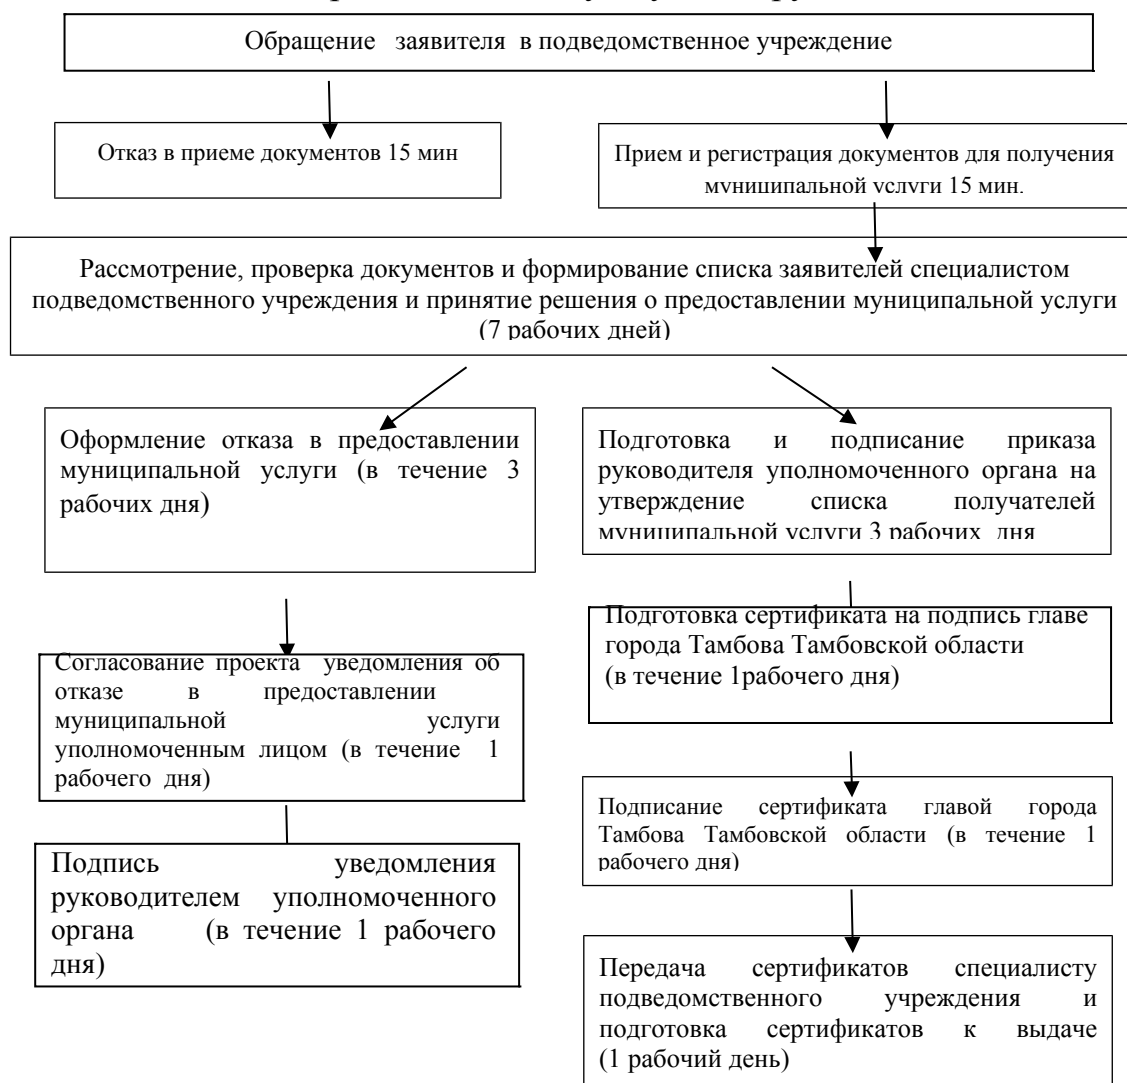 Обращение заявителя в подведомственное учреждение
Отказ в приеме документов 15 мин
Прием и регистрация документов для получения
муниципальной услуги 15 мин.
Рассмотрение, проверка документов и формирование списка заявителей специалистом
подведомственного учреждения и принятие решения о предоставлении муниципальной услуги
(7 рабочих дней)
Оформление отказа в предоставлении
муниципальной услуги (в течение 3
рабочих дня)
Подготовка и подписание приказа
руководителя уполномоченного органа на
утверждение списка получателей
муниципальной услуги 3 рабочих дня
Согласование проекта уведомления об
отказе в предоставлении
муниципальной услуги
уполномоченным лицом (в течение 1
рабочего дня)
Подготовка сертификата на подпись главе
города Тамбова Тамбовской области
(в течение 1рабочего дня)
Подпись уведомления
руководителем уполномоченного
органа (в течение 1 рабочего
дня)
Подписание сертификата главой города
Тамбова Тамбовской области (в течение 1
рабочего дня)
Передача сертификатов специалисту
подведомственного учреждения и
подготовка сертификатов к выдаче
(1 рабочий день)